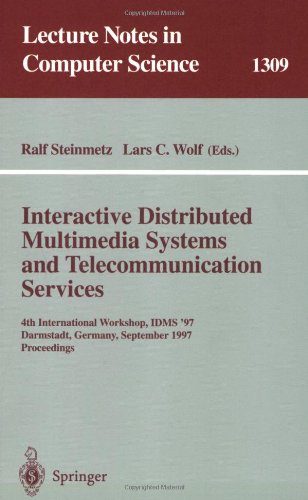 Lecture Notes in
Computer Science 1309
Ralf Steinmetz Lars C. Wolf (Eds.)
Interactive Distributed
Multimedia Systems
and Telecommunication
Services
4th International Workshop, IDMS '97
Darmstadt, Germany, September 1997
Proceedings
Springer